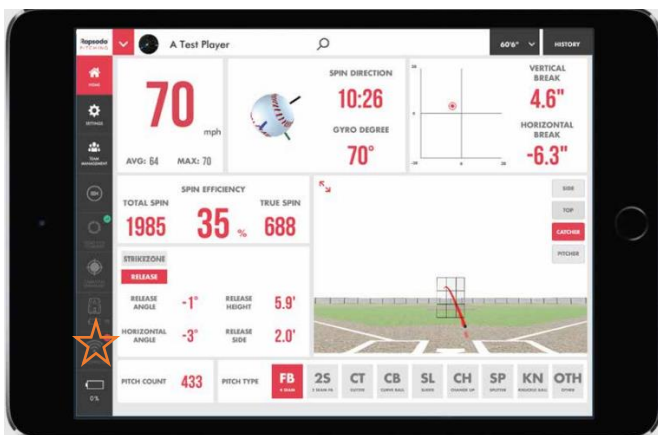 Rapsodo
PITCHING
A Test Player
60'6"
HISTORY
HOME
SETTINGS
TEAM
MANAGEMENT
70
mph
AVG: 64 MAX: 70
SPIN DIRECTION
10:26
GYRO DEGREE
70°
VERTICAL
BREAK
4.6"
HORIZONTAL
BREAK
-6.3"
SPIN EFFICIENCY
TOTAL SPIN
1985
35 %
TRUE SPIN
688
SIDE
TOP
CATCHER
PITCHER
STRIKEZONE
RELEASE
RELEASE
ANGLE
-1°
RELEASE
HEIGHT
5.9'
HORIZONTAL
ANGLE
-3°
RELEASE
SIDE
2.0'
0%
PITCH COUNT 433
PITCH TYPE
FB 2S CT CB SL CH SP KN OTH